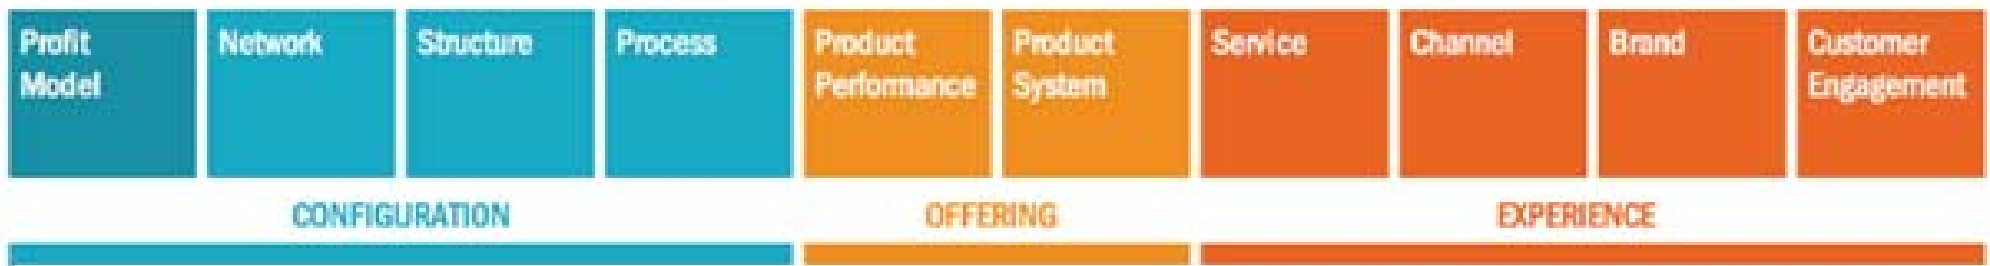 Profit
Model
Network
Structure
Process
Product
Performance
Product
System
Service
Channel
Brand
Customer
Engagement
CONFIGURATION
OFFERING
EXPERIENCE